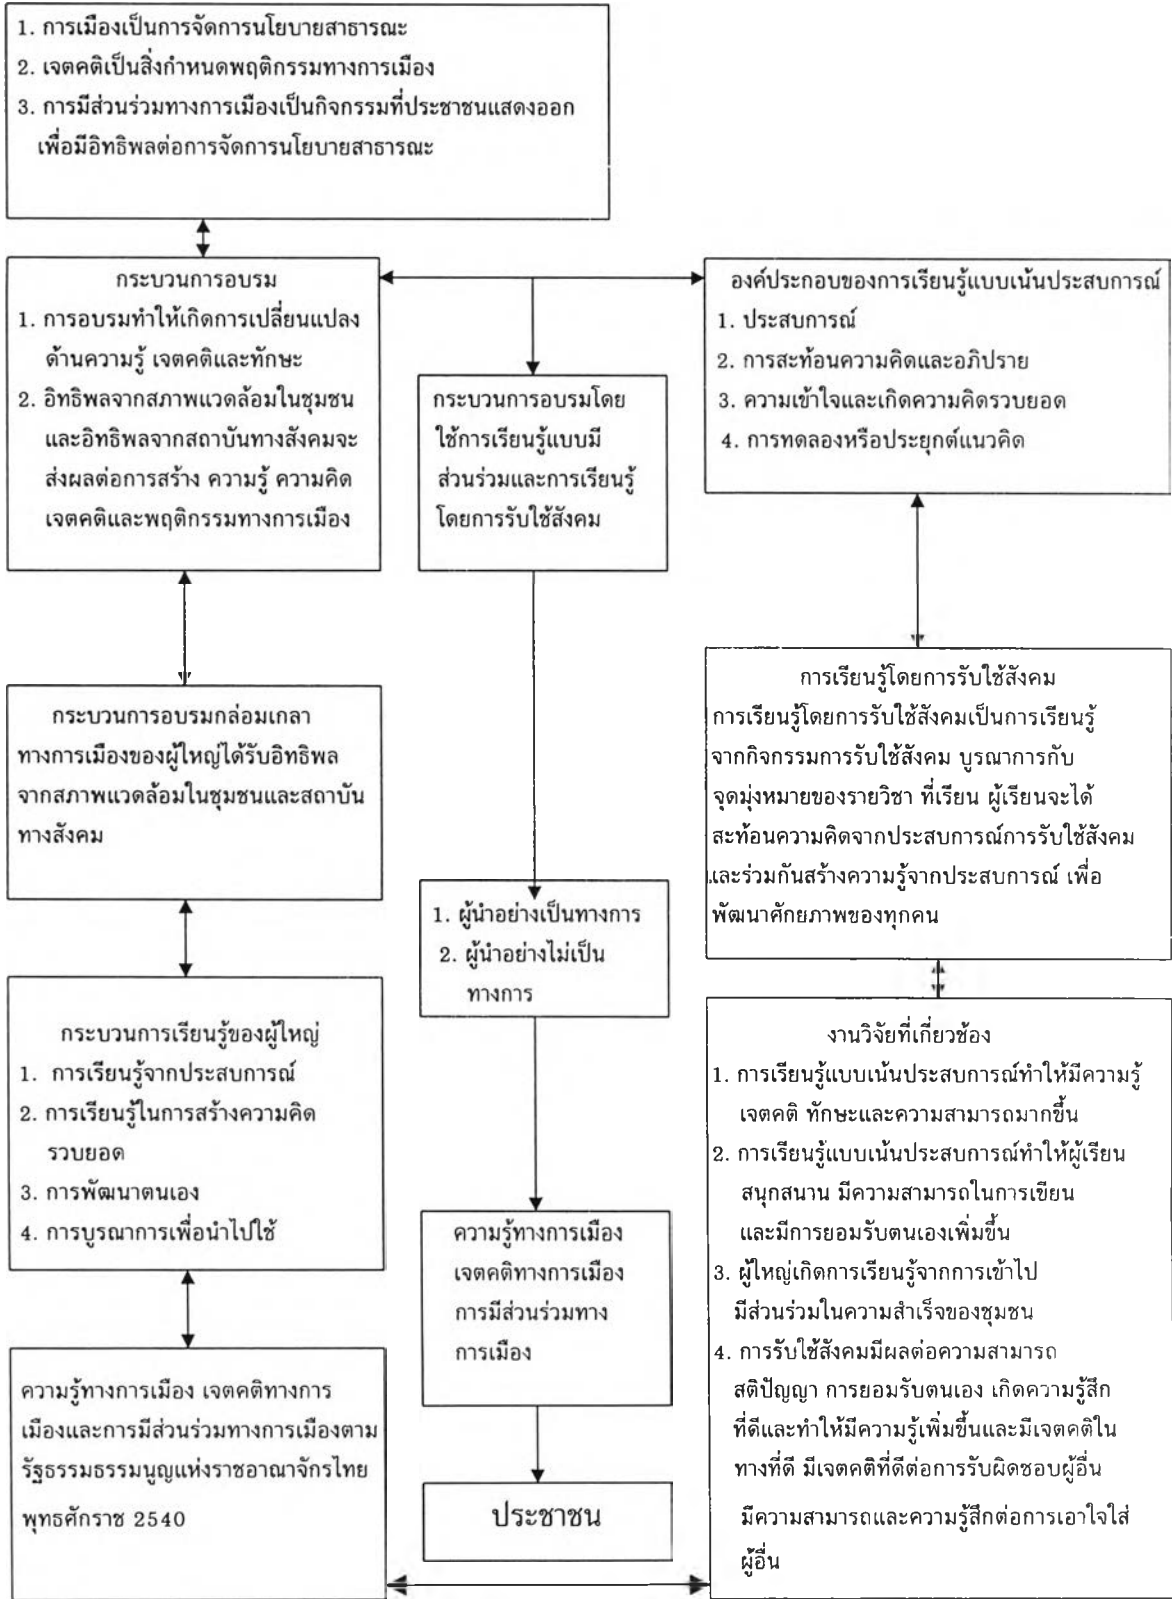 1. การเมืองเป็นการจัดการนโยบายสาธารณะ
2. เจตคติเป็นสิ่งกำหนดพฤติกรรมทางการเมือง
3. การมีส่วนร่วมทางการเมืองเป็นกิจกรรมที่ประชาชนแสดงออก
เพื่อมีอิทธิพลต่อการจัดการนโยบายสาธารณะ
กระบวนการอบรม
1. การอบรมทำให้เกิดการเปลี่ยนแปลง
ด้านความรู้ เจตคติและทักษะ
2. อิทธิพลจากสภาพแวดล้อมในชุมชน
และอิทธิพลจากสถาบันทางสังคมจะ
ส่งผลต่อการสร้าง ความรู้ ความคิด
เจตคติและพฤติกรรมทางการเมือง
กระบวนการอบรมโดย
ใช้การเรียนรู้แบบมี
ส่วนร่วมและการเรียนรู้
โดยการรับใช้สังคม
องค์ประกอบของการเรียนรู้แบบเน้นประสบการณ์
1. ประสบการณ์
2. การสะท้อนความคิดและอภิปราย
3. ความเข้าใจและเกิดความคิดรวบยอด
4. การทดลองหรือประยุกต์แนวคิด
กระบวนการอบรมกล่อมเกลา
ทางการเมืองของผู้ใหญ่ได้รับอิทธิพล
จากสภาพแวดล้อมในชุมชนและสถาบัน
ทางสังคม
การเรียนรู้โดยการรับใช้สังคม
การเรียนรู้โดยการรับใช้สังคมเป็นการเรียนรู้
จากกิจกรรมการรับใช้สังคม บูรณาการกับ
จุดมุ่งหมายของรายวิชา ที่เรียน ผู้เรียนจะได้
สะท้อนความคิดจากประสบการณ์การรับใช้สังคม
และร่วมกันสร้างความรู้จากประสบการณ์ เพื่อ
พัฒนาศักยภาพของทุกคน
1. ผู้นำอย่างเป็นทางการ
2. ผู้นำอย่างไม่เป็น
ทางการ
กระบวนการเรียนรู้ของผู้ใหญ่
1. การเรียนรู้จากประสบการณ์
2. การเรียนรู้ในการสร้างความคิด
รวบยอด
3. การพัฒนาตนเอง
4. การบูรณาการเพื่อนำไปใช้
งานวิจัยที่เกี่ยวช้อง
1. การเรียนรู้แบบเน้นประสบการณ์ทำให้มีความรู้
เจตคติ ทักษะและความสามารถมากขึ้น
2. การเรียนรู้แบบเน้นประสบการณ์ทำให้ผู้เรียน
สนุกสนาน มีความสามารถในการเขียน
และมีการยอมรับตนเองเพิ่มขึ้น
3. ผู้ใหญ่เกิดการเรียนรู้จากการเข้าไป
มีส่วนร่วมในความสำเร็จของชุมชน
4. การรับใช้สังคมมีผลต่อความสามารถ
สติปัญญา การยอมรับตนเอง เกิดความรู้สึก
ที่ดีและทำให้มีความรู้เพิ่มขึ้นและมีเจตคติใน
ทางที่ดี มีเจตคติที่ดีต่อการรับผิดชอบผู้อื่น
มีความสามารถและความรู้สึกต่อการเอาใจใส่
ผู้อื่น
ความรู้ทางการเมือง
เจตคติทางการเมือง
การมีส่วนร่วมทาง
การเมือง
ความรู้ทางการเมือง เจตคติทางการ
เมืองและการมีส่วนร่วมทางการเมืองตาม
รัฐธรรมธรรมนูญแห่งราชอาณาจักรไทย
พุทธศักราช 2540
ประชาชน